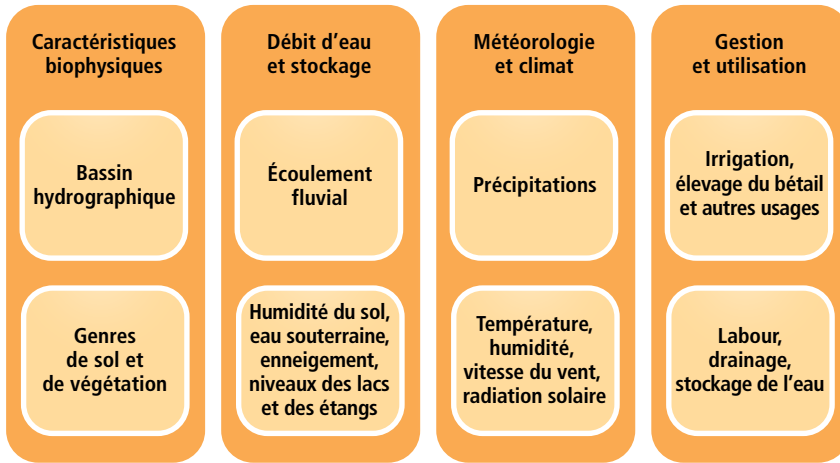 Caractéristiques
biophysiques
Bassin
hydrographique
Genres
de sol et
de végétation
Débit d’eau
et stockage
Écoulement
fluvial
Humidité du sol,
eau souterraine,
enneigement,
niveaux des lacs
et des étangs
Météorologie
et climat
Précipitations
Température,
humidité,
vitesse du vent,
radiation solaire
Gestion
et utilisation
Irrigation,
élevage du bétail
et autres usages
Labour,
drainage,
stockage de l’eau